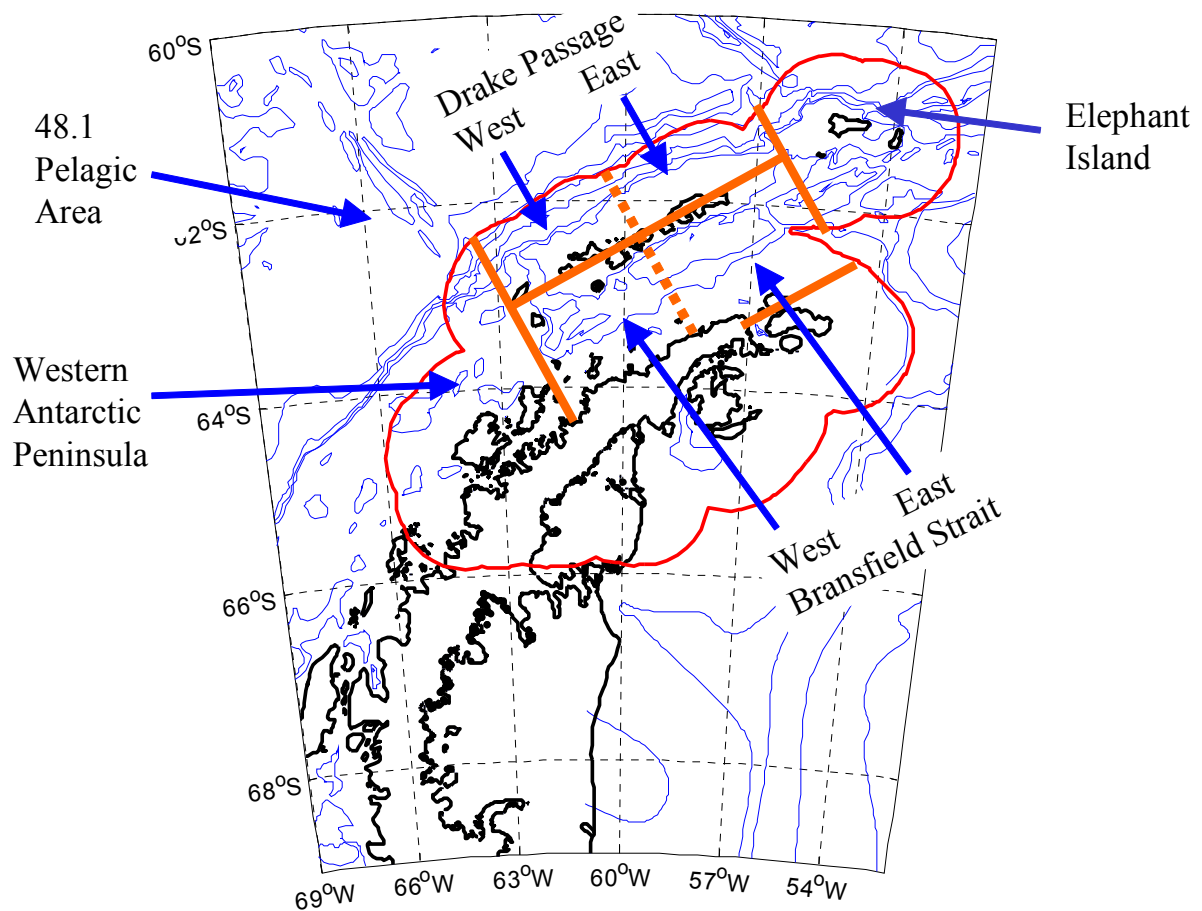 60°S
Drake Passage
West East
48.1
Pelagic
Area
Elephant
Island
02°S
Western
Antarctic
Peninsula
64°S
East
West
Bransfield Strait
66°S
68°S
69°W 66°W 63°W 60°W 57°W 54°W